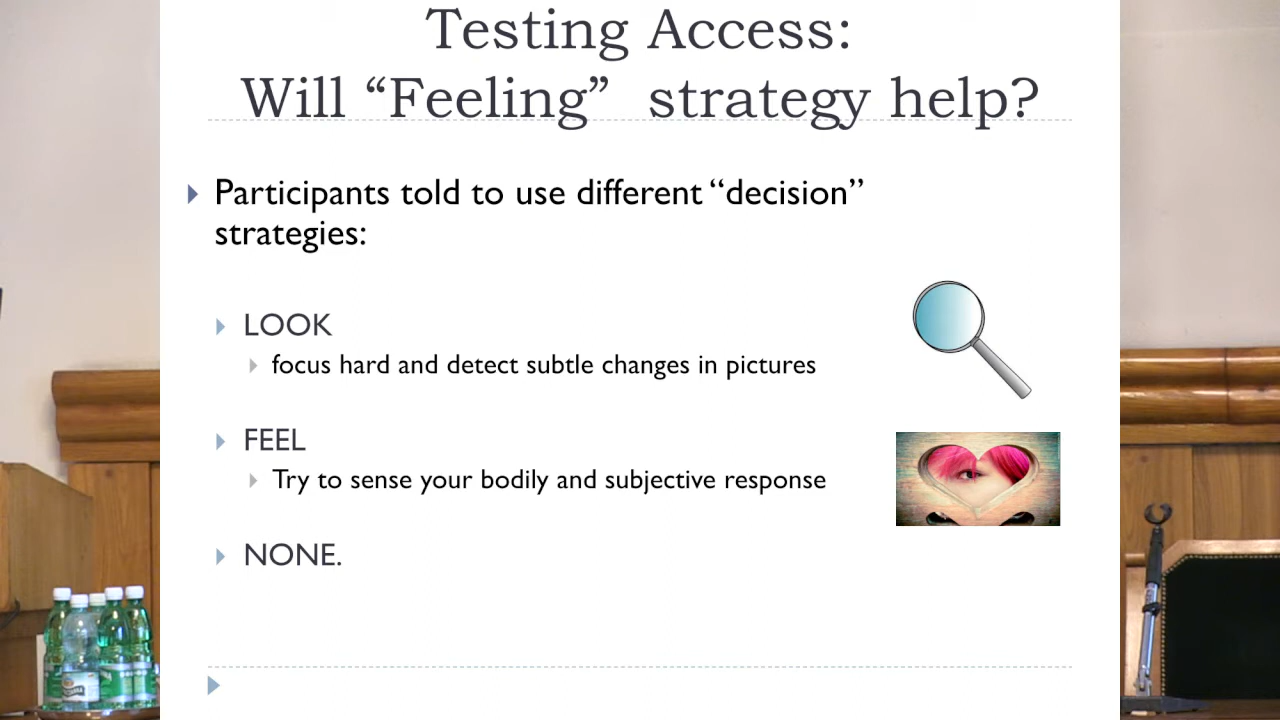 Testing Access:
Will “Feeling” strategy help?
Participants told to use different “decision”
strategies:
LOOK
focus hard and detect subtle changes in pictures
FEEL
Try to sense your bodily and subjective response
NONE.